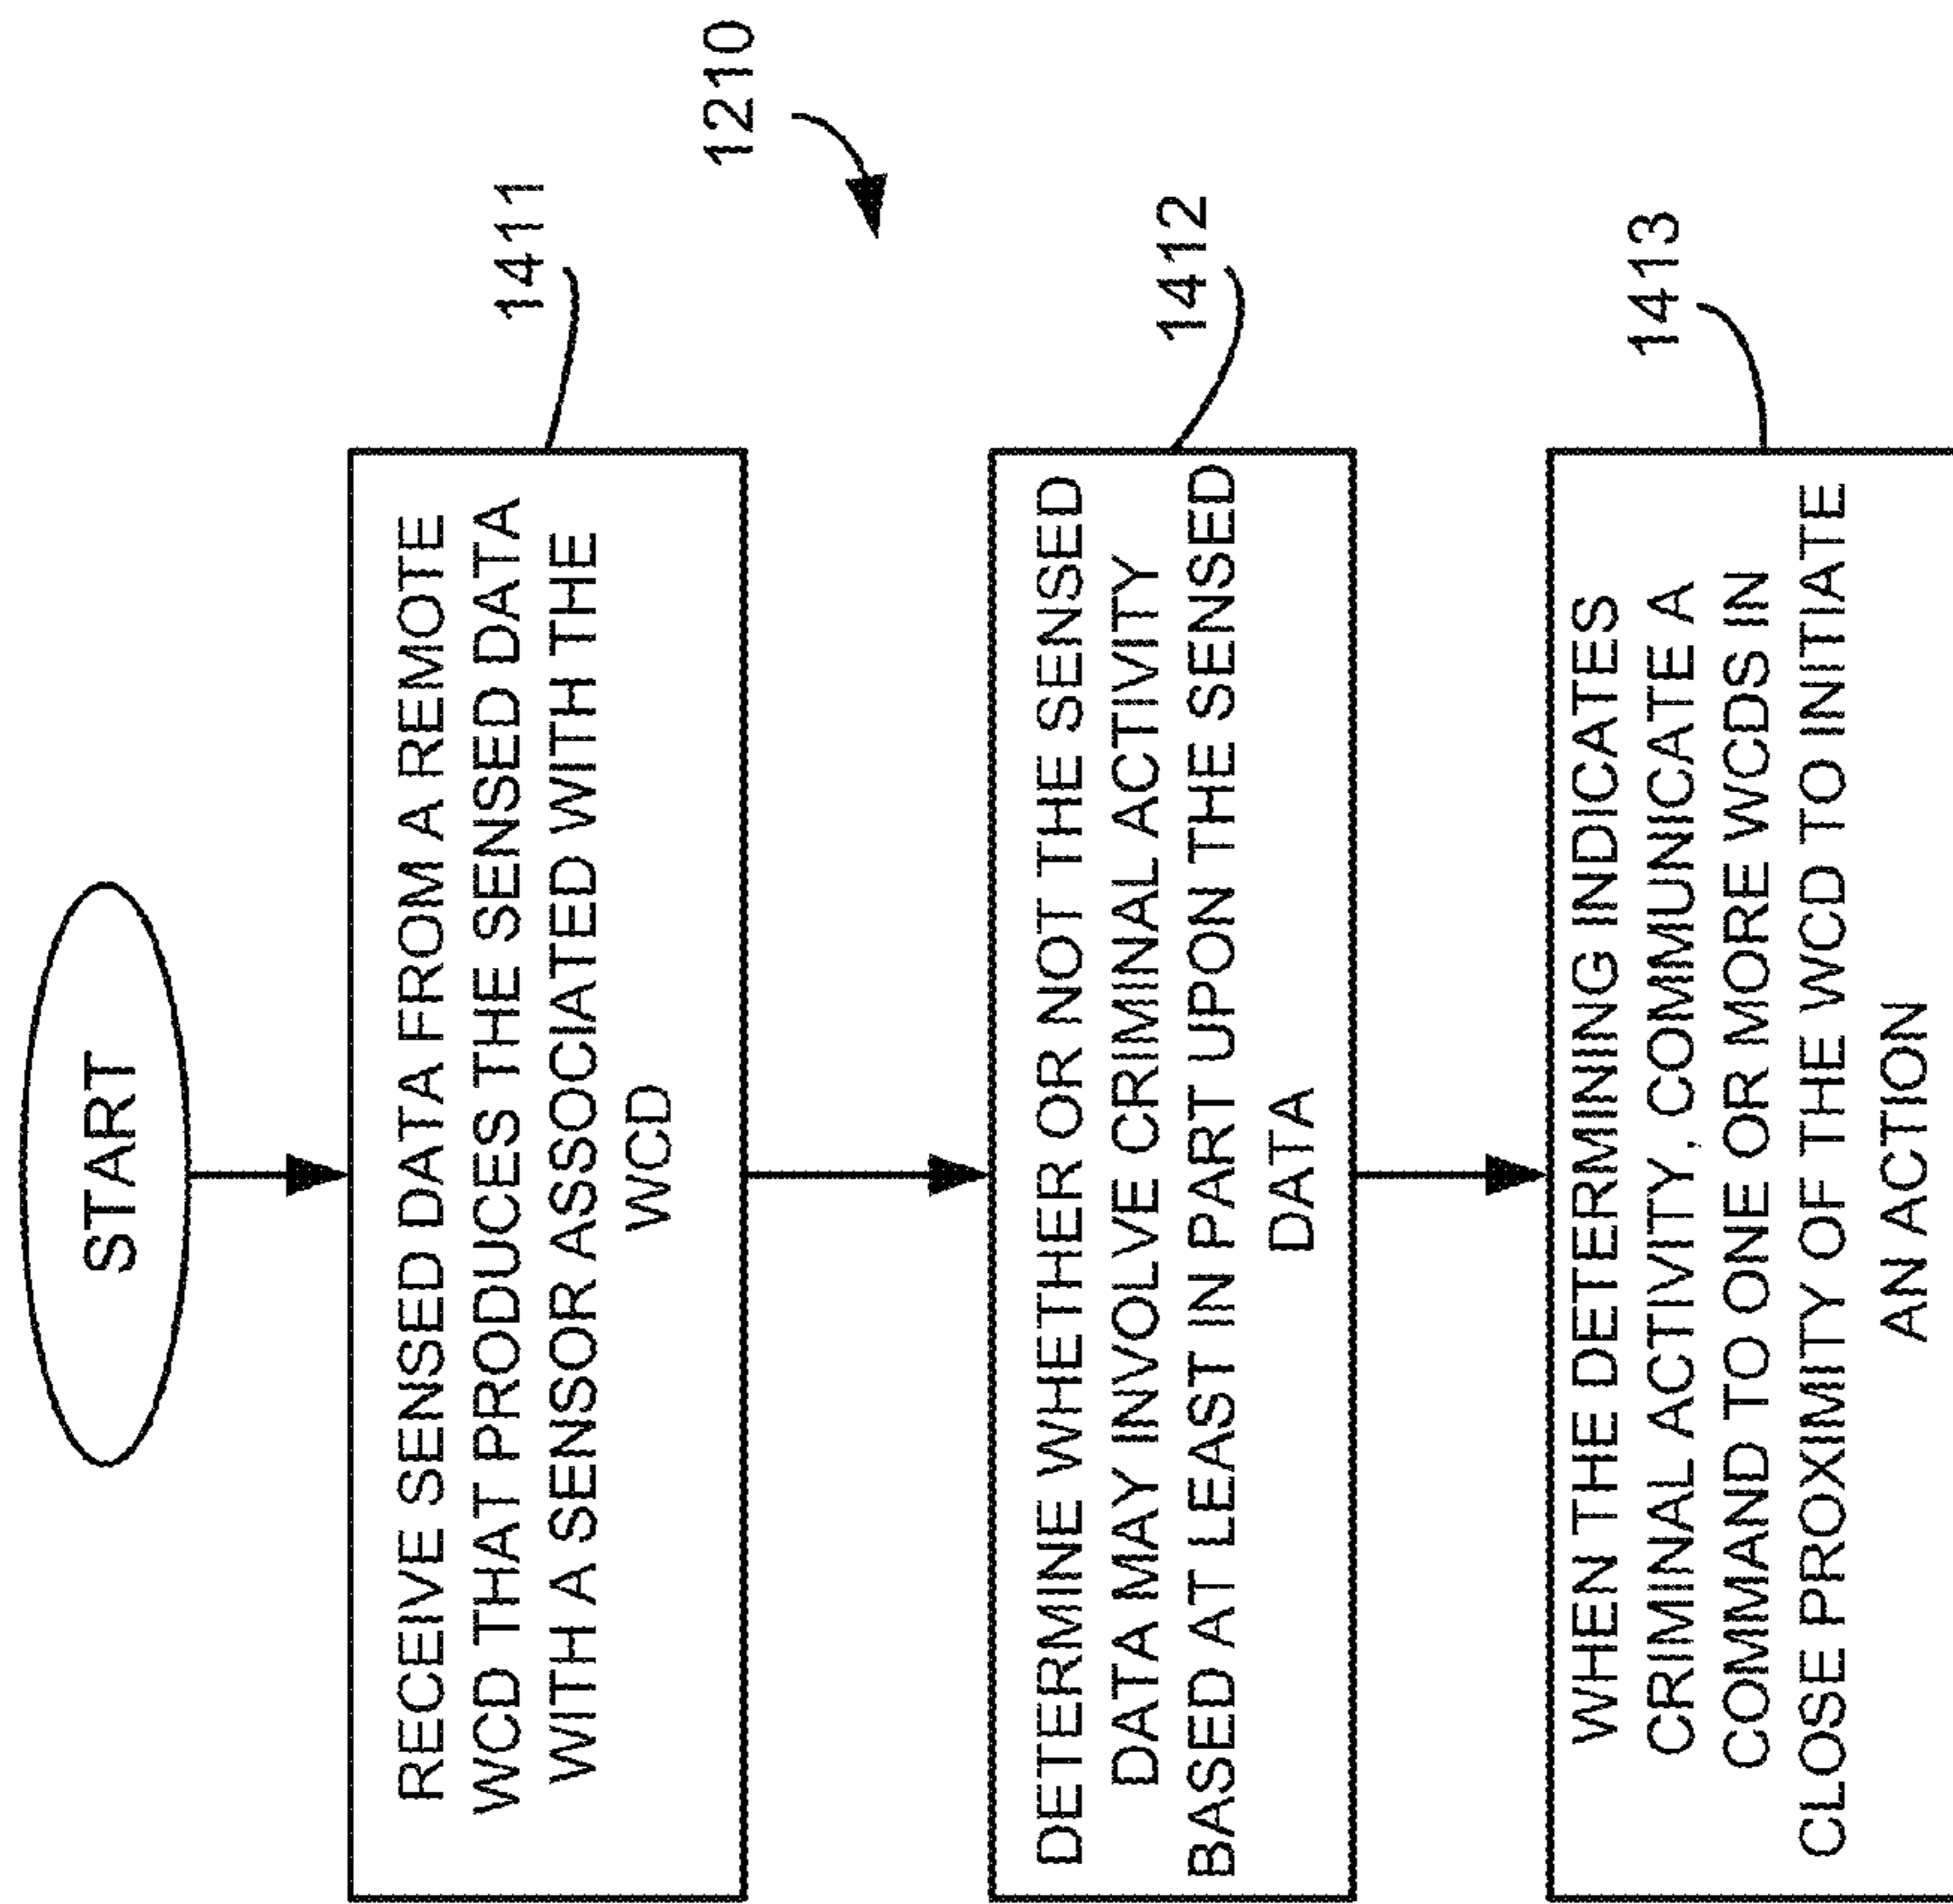 START
1210
1411
RECEIVE SENSED DATA FROM A REMOTE
WCD THAT PRODUCES THE SENSED DATA
WITH A SENSOR ASSOCIATED WITH THE
WCD
1412
DETERMINE WHETHER OR NOT THE SENSED
DATA MAY INVOLVE CRIMINAL ACTIVITY
BASED AT LEAST IN PART UPON THE SENSED
DATA
1413
WHEN THE DETERMINING INDICATES
CRIMINAL ACTIVITY, COMMUNICATE A
COMMAND TO ONE OR MORE WCDS IN
CLOSE PROXIMITY OF THE WCD TO INITIATE
AN ACTION